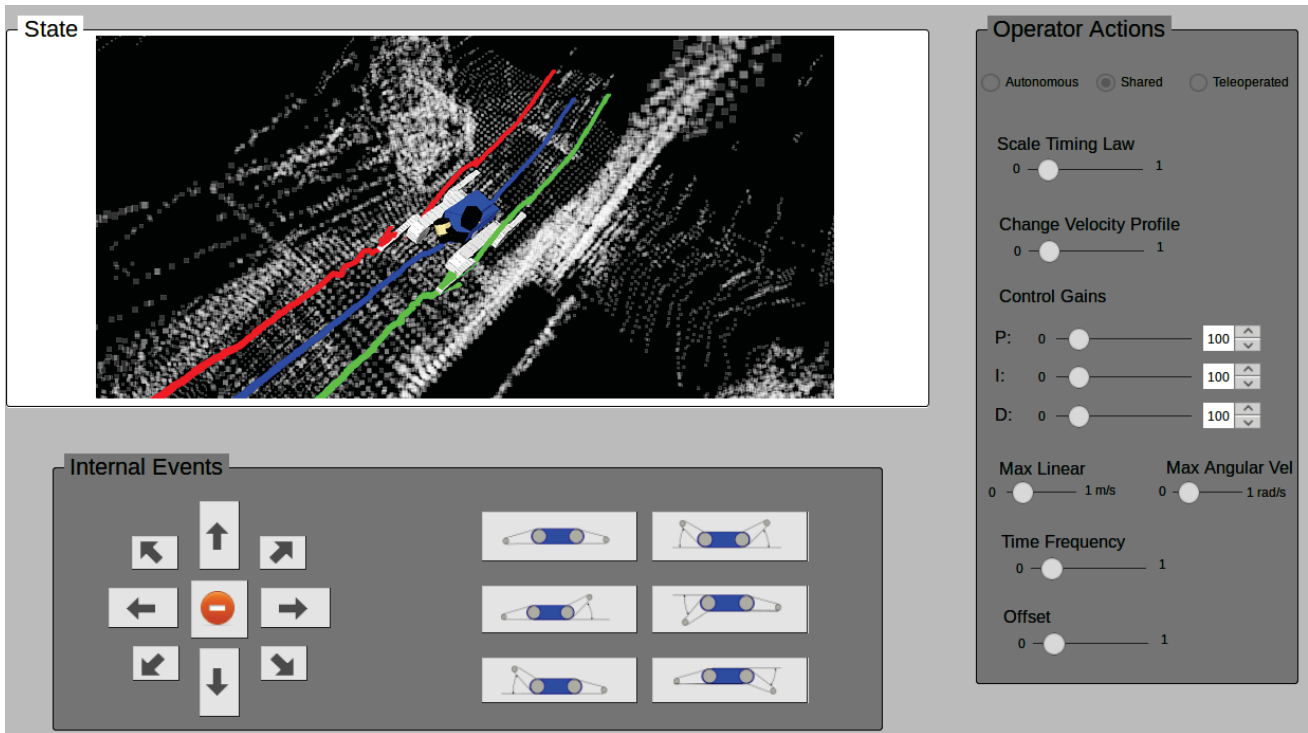 State
Operator Actions
Autonomous Shared Teleoperated
Scale Timing Law
0 1
Change Velocity Profile
0 1
Control Gains
P: 0 100
I: 0 100
D: 0 100
Max Linear Max Angular Vel
0 1 m/s 0 1 rad/s
Time Frequency
0 1
Offset
0 1
Internal Events